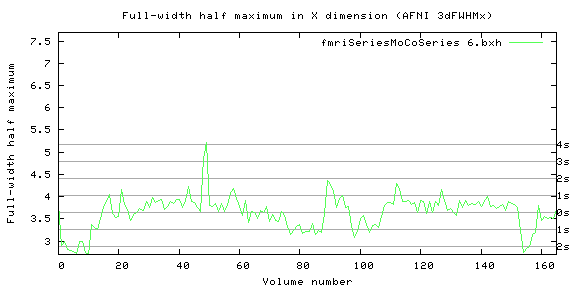 Full-width half maximum in X dimension (AFNI 3dFWHMx)
fmriSeriesMoCoSeries 6.bxh
Full-width half maximum
7.5
7
6.5
6
5.5
5
4.5
4
3.5
3
4s
3s
2s
1s
0s
1s
2s
0 20 40 60 80 100 120 140 160
Volume number